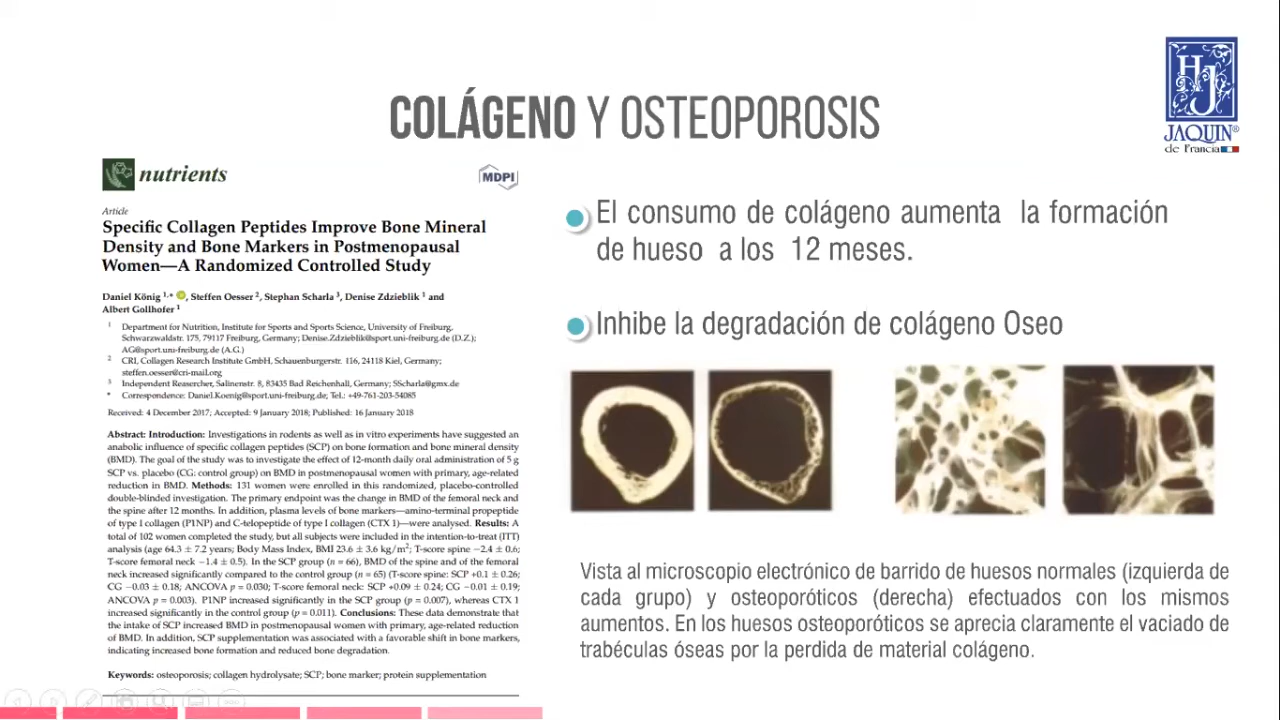 HJ
JAQUIN®
de Francia
COLÁGENO Y OSTEOPOROSIS
nutrients
MDPI
Article
Specific Collagen Peptides Improve Bone Mineral
Density and Bone Markers in Postmenopausal
Women—A Randomized Controlled Study
Daniel König 1,*, Steffen Oesser 2, Stephan Scharla 3, Denise Zdzieblik 1 and
Albert Gollhofer 1
1 Department for Nutrition, Institute for Sports and Sports Science, University of Freiburg,
Schwarzwaldstr. 175, 79117 Freiburg, Germany; Denise.Zdzieblik@sport.uni-freiburg.de (D.Z.);
AG@sport.uni-freiburg.de (A.G.)
2 CRI, Collagen Research Institute GmbH, Schauenburgerstr. 116, 24118 Kiel, Germany;
steffen.oesser@cri-mail.org
3 Independent Reasercher, Salinenstr. 8, 83435 Bad Reichenhall, Germany; SScharla@gmx.de
* Correspondence: Daniel.Koenig@sport.uni-freiburg.de; Tel.: +49-761-203-54085
Received: 4 December 2017; Accepted: 9 January 2018; Published: 16 January 2018
Abstract: Introduction: Investigations in rodents as well as in vitro experiments have suggested an
anabolic influence of specific collagen peptides (SCP) on bone formation and bone mineral density
(BMD). The goal of the study was to investigate the effect of 12-month daily oral administration of 5 g
SCP vs. placebo (CG: control group) on BMD in postmenopausal women with primary, age-related
reduction in BMD. Methods: 131 women were enrolled in this randomized, placebo-controlled
double-blinded investigation. The primary endpoint was the change in BMD of the femoral neck and
the spine after 12 months. In addition, plasma levels of bone markers—amino-terminal propeptide
of type I collagen (P1NP) and C-telopeptide of type I collagen (CTX 1)—were analysed. Results: A
total of 102 women completed the study, but all subjects were included in the intention-to-treat (ITT)
analysis (age 64.3 ± 7.2 years; Body Mass Index, BMI 23.6 ± 3.6 kg/m²; T-score spine −2.4 ± 0.6;
T-score femoral neck −1.4 ± 0.5). In the SCP group (n = 66), BMD of the spine and of the femoral
neck increased significantly compared to the control group (n = 65) (T-score spine: SCP +0.1 ± 0.26;
CG −0.03 ± 0.18; ANCOVA p = 0.030; T-score femoral neck: SCP +0.09 ± 0.24; CG −0.01 ± 0.19;
ANCOVA p = 0.003). P1NP increased significantly in the SCP group (p = 0.007), whereas CTX 1
increased significantly in the control group (p = 0.011). Conclusions: These data demonstrate that
the intake of SCP increased BMD in postmenopausal women with primary, age-related reduction
of BMD. In addition, SCP supplementation was associated with a favorable shift in bone markers,
indicating increased bone formation and reduced bone degradation.
Keywords: osteoporosis; collagen hydrolysate; SCP; bone marker; protein supplementation
El consumo de colágeno aumenta la formación
de hueso a los 12 meses.
Inhibe la degradación de colágeno Oseo
Vista al microscopio electrónico de barrido de huesos normales (izquierda de
cada grupo) y osteoporóticos (derecha) efectuados con los mismos
aumentos. En los huesos osteoporóticos se aprecia claramente el vaciado de
trabéculas óseas por la perdida de material colágeno.